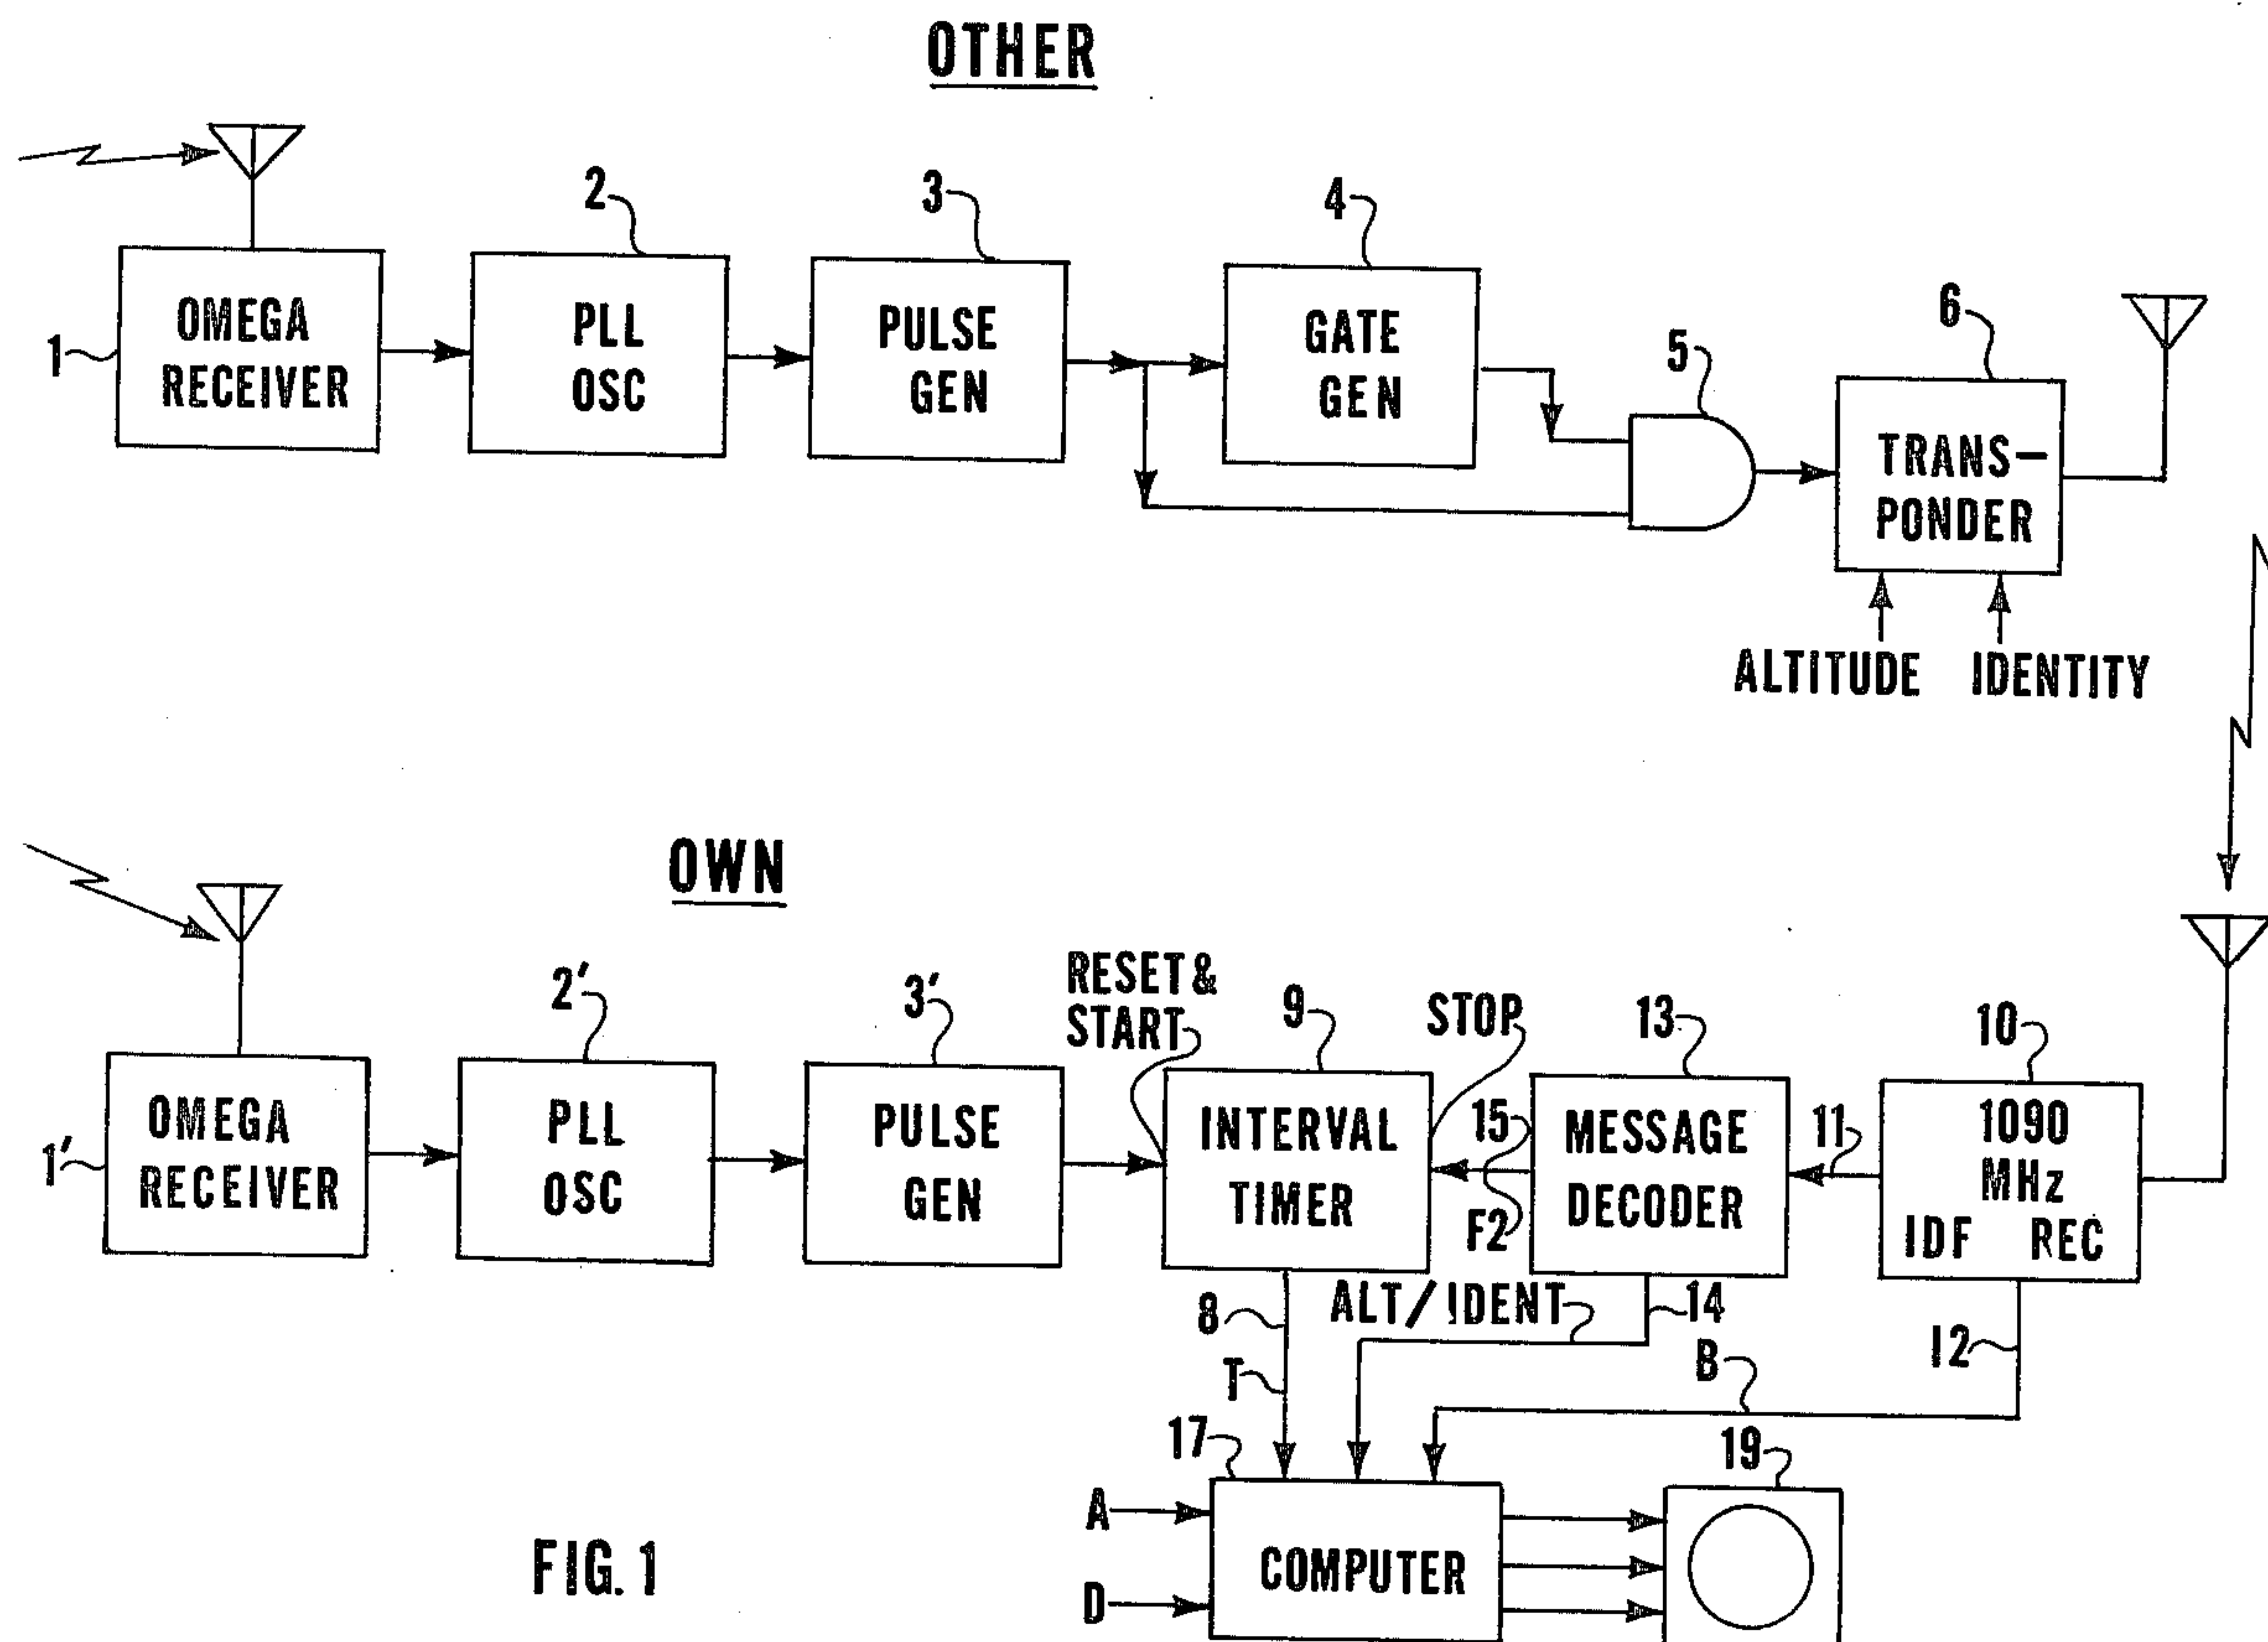 OTHER
1
OMEGA
RECEIVER
2
PLL
OSC
3
PULSE
GEN
4
GATE
GEN
5
6
TRANS-
PONDER
ALTITUDE IDENTITY
OWN
1'
OMEGA
RECEIVER
2'
PLL
OSC
3'
PULSE
GEN
RESET&
START
9
INTERVAL
TIMER
STOP
15
F2
13
MESSAGE
DECODER
11
10
1090
MHz
IDF REC
8
T
ALT/IDENT
14
B
12
17
A
D
COMPUTER
19
FIG. 1